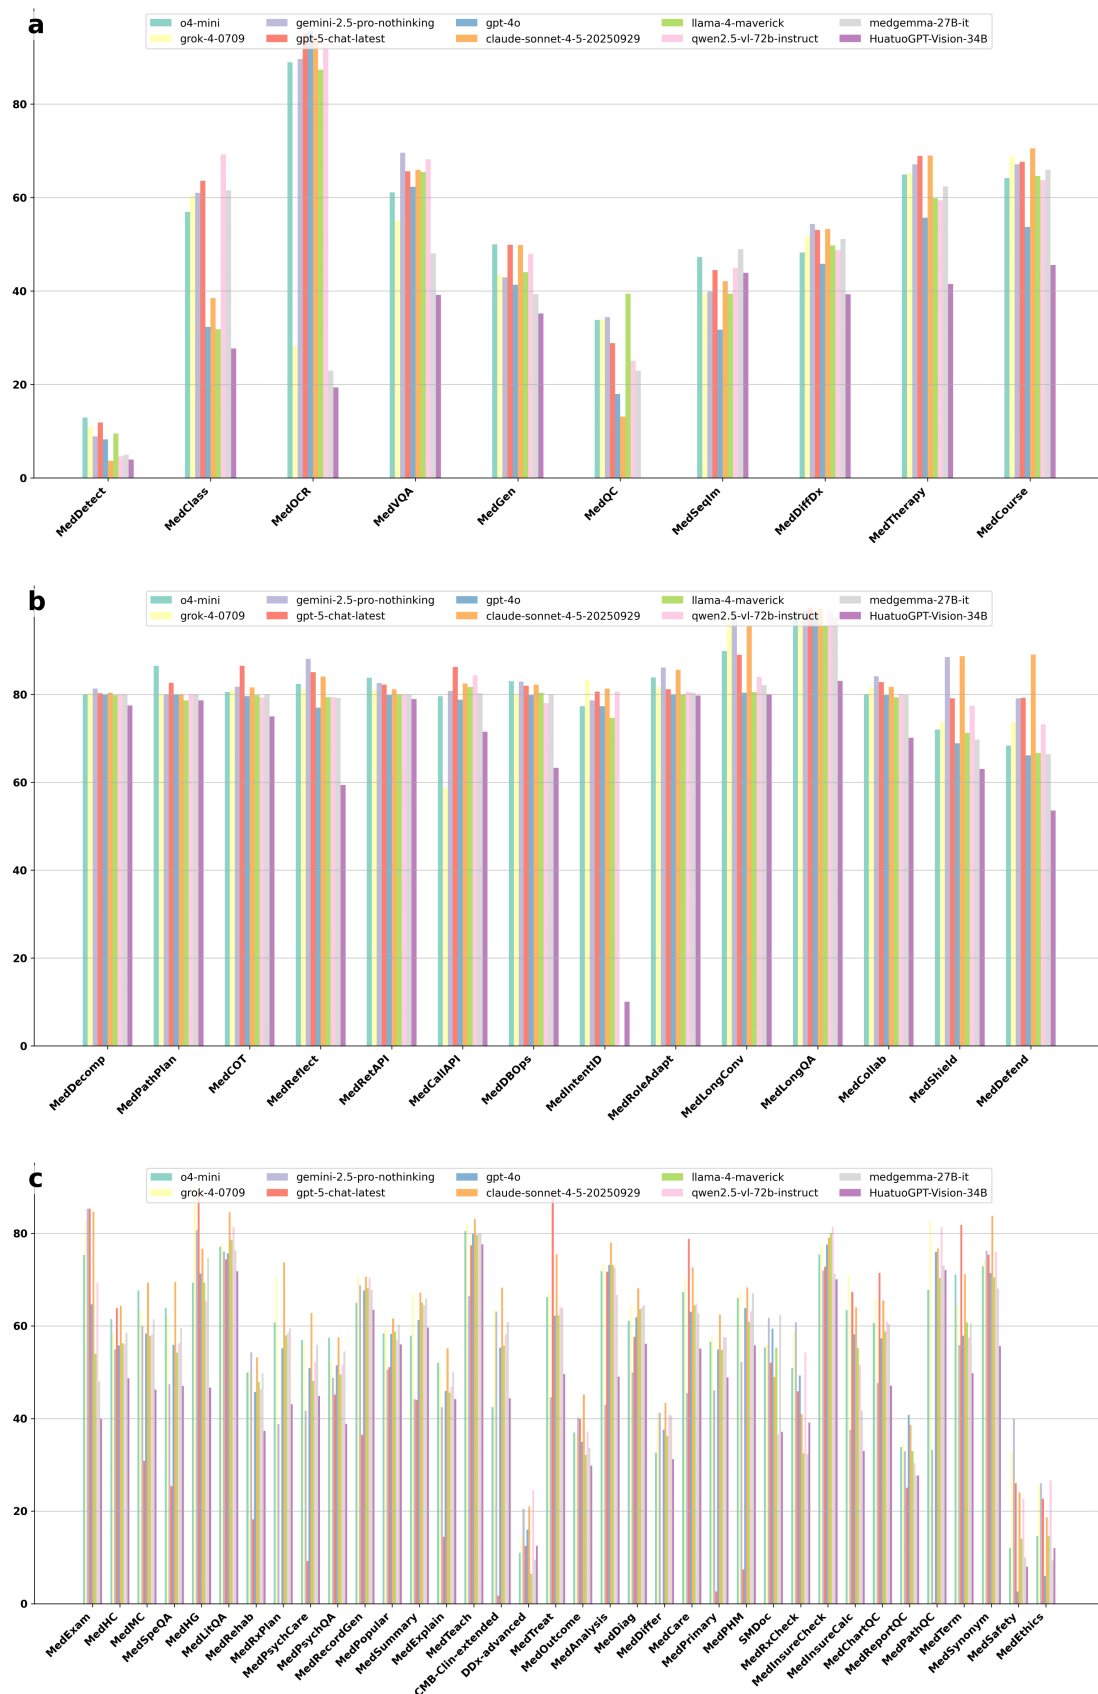 a
o4-mini
grok-4-0709
gemini-2.5-pro-nothinking
gpt-5-chat-latest
gpt-4o
claude-sonnet-4-5-20250929
llama-4-maverick
qwen2.5-vl-72b-instruct
medgemma-27B-it
HuatuoGPT-Vision-34B
80
60
40
20
0
MedDetect
MedClass
MedOCR
MedVQA
MedGen
MedQC
MedSeqIm
MedDiffDx
MedTherapy
MedCourse
b
o4-mini
grok-4-0709
gemini-2.5-pro-nothinking
gpt-5-chat-latest
gpt-4o
claude-sonnet-4-5-20250929
llama-4-maverick
qwen2.5-vl-72b-instruct
medgemma-27B-it
HuatuoGPT-Vision-34B
80
60
40
20
0
MedDecomp
MedPathPlan
MedCOT
MedReflect
MedRetAPI
MedCallAPI
MedDBOps
MedIntentID
MedRoleAdapt
MedLongConv
MedLongQA
MedCollab
MedShield
MedDefend
c
o4-mini
grok-4-0709
gemini-2.5-pro-nothinking
gpt-5-chat-latest
gpt-4o
claude-sonnet-4-5-20250929
llama-4-maverick
qwen2.5-vl-72b-instruct
medgemma-27B-it
HuatuoGPT-Vision-34B
80
60
40
20
0
MedExam
MedHC
MedMC
MedSpeQA
MedHG
MedLitQA
MedRehab
MedRxPlan
MedPsychCare
MedPsychQA
MedRecordGen
MedPopular
MedSummary
MedExplain
MedTeach
CMB-Clin-extended
DDx-advanced
MedTreat
MedOutcome
MedAnalysis
MedDiag
MedDiffer
MedCare
MedPrimary
MedPHM
SMDoc
MedRxCheck
MedInsureCheck
MedInsureCalc
MedChartQC
MedReportQC
MedPathQC
MedTerm
MedSynonym
MedSafety
MedEthics